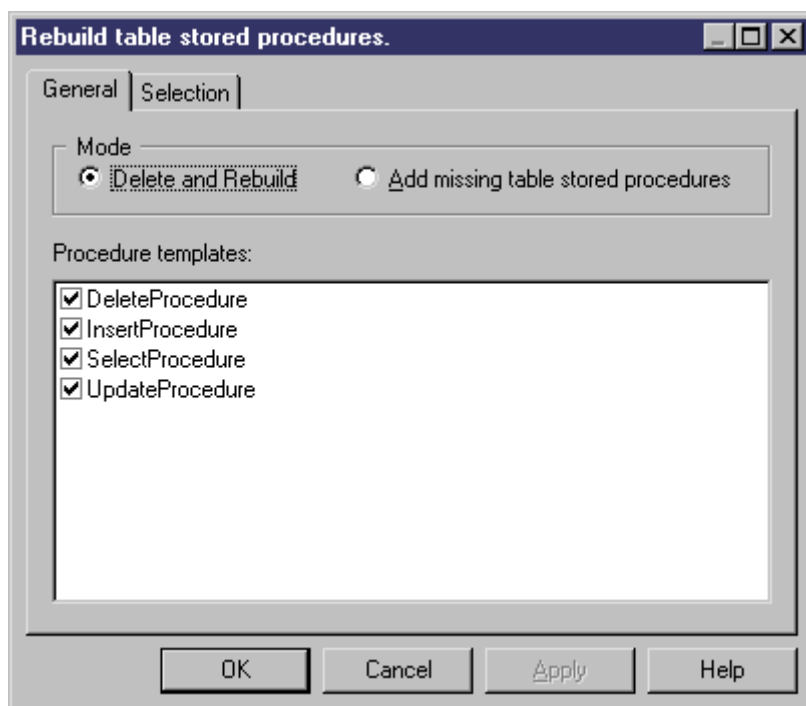 Rebuild table stored procedures.
General Selection
Mode
Delete and Rebuild Add missing table stored procedures
Procedure templates:
DeleteProcedure
InsertProcedure
SelectProcedure
UpdateProcedure
OK Cancel Apply Help